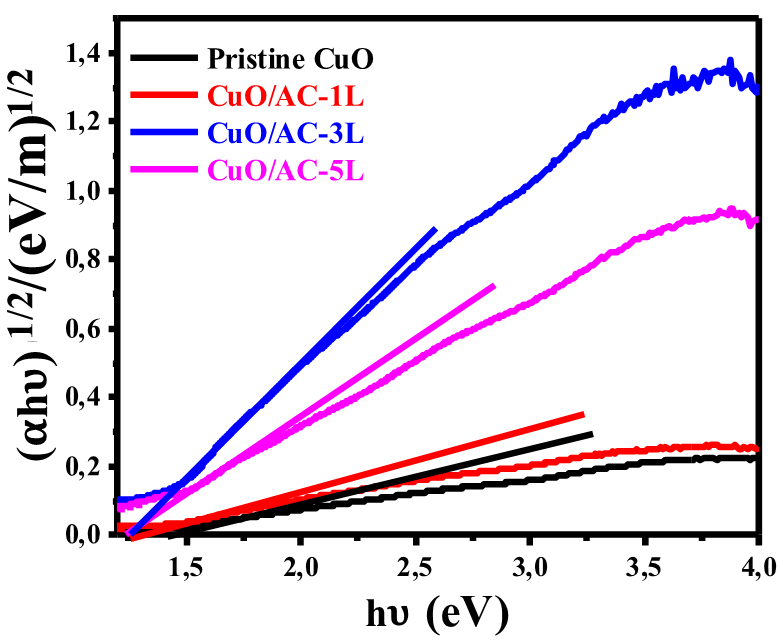 (αhυ) 1/2/(eV/m)1/2
1,4
1,2
1,0
0,8
0,6
0,4
0,2
0,0
Pristine CuO
CuO/AC-1L
CuO/AC-3L
CuO/AC-5L
1,5 2,0 2,5 3,0 3,5 4,0
hυ (eV)